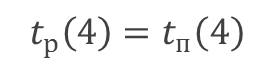 tр(4) = tп(4)